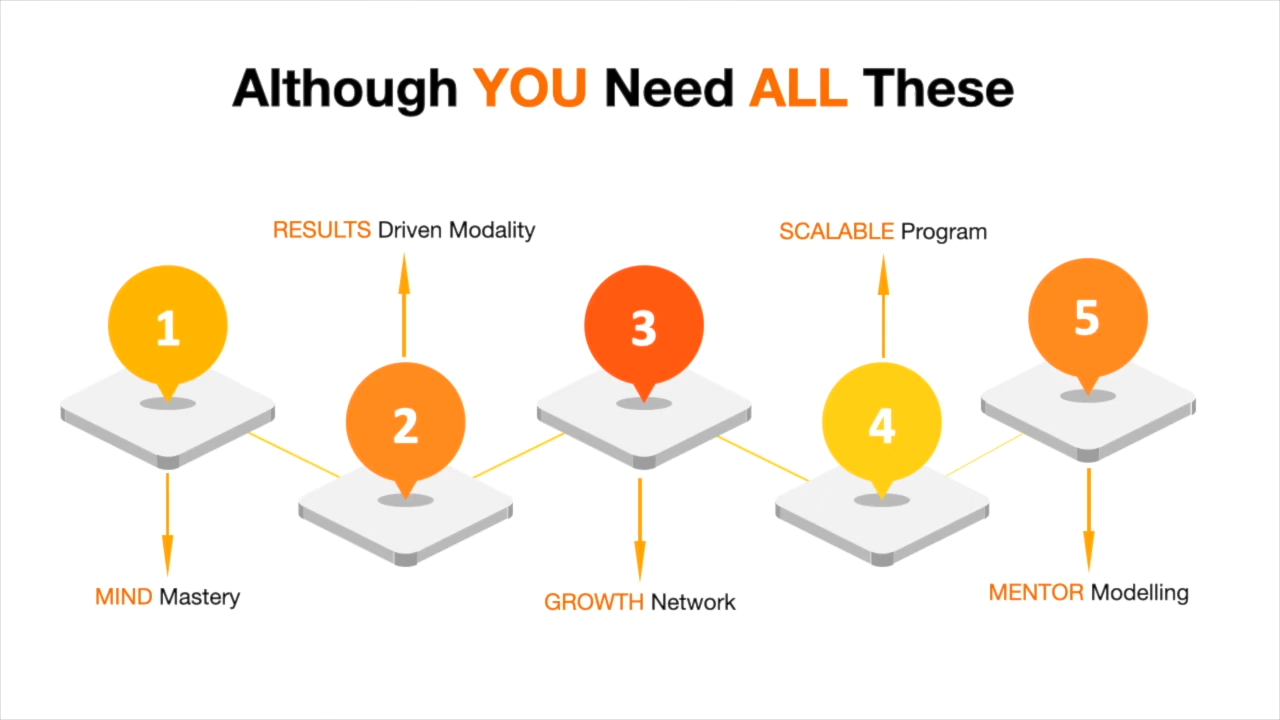 Although YOU Need ALL These
RESULTS Driven Modality
SCALABLE Program
1
2
3
4
5
MIND Mastery
GROWTH Network
MENTOR Modelling